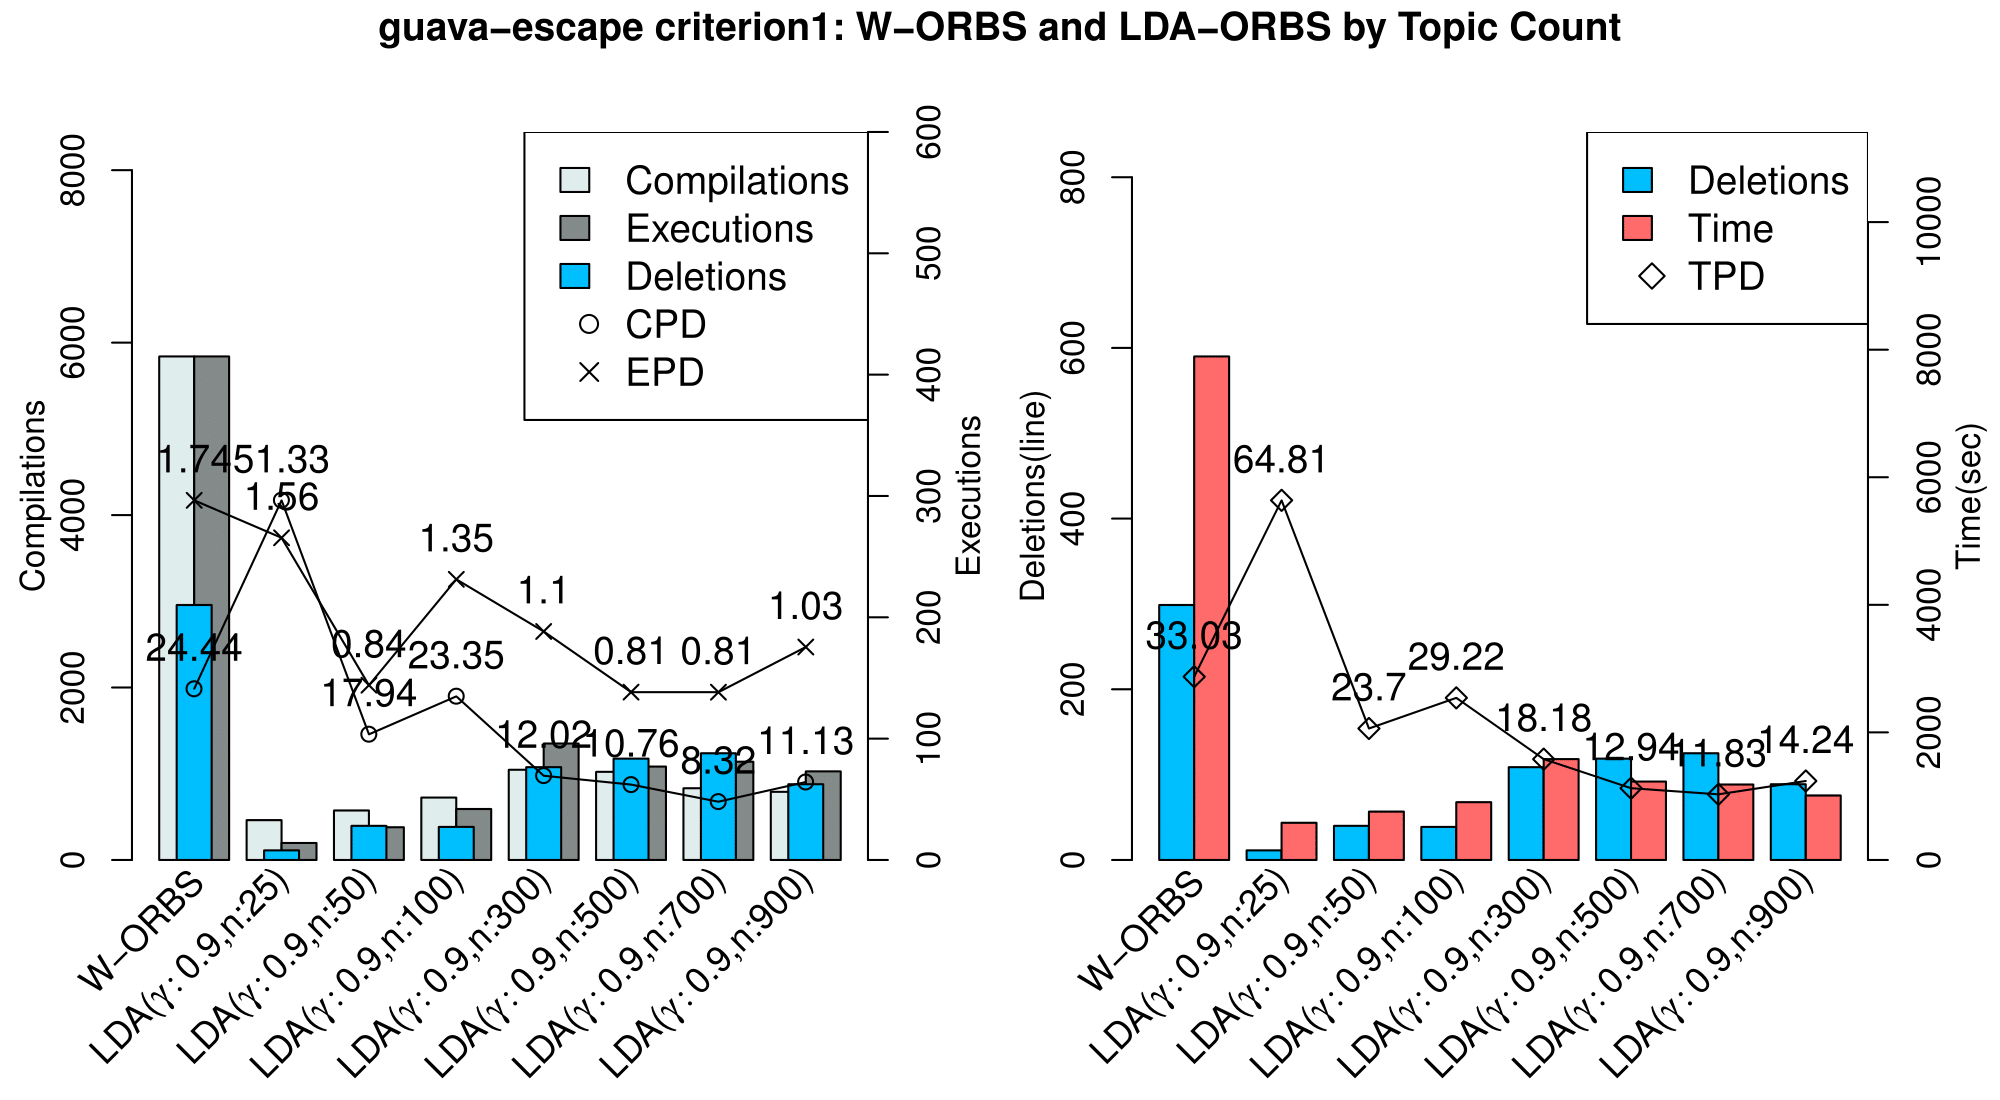 guava−escape criterion1: W−ORBS and LDA−ORBS by Topic Count
Compilations
0
2000
4000
6000
8000
Compilations
Executions
Deletions
CPD
EPD
1.74
51.33
1.56
24.44
0.84
17.94
1.35
23.35
1.1
12.02
0.81
10.76
0.81
8.32
1.03
11.13
0
100
200
300
400
500
600
Executions
W−ORBS
LDA(γ: 0.9,n:25)
LDA(γ: 0.9,n:50)
LDA(γ: 0.9,n:100)
LDA(γ: 0.9,n:300)
LDA(γ: 0.9,n:500)
LDA(γ: 0.9,n:700)
LDA(γ: 0.9,n:900)
Deletions(line)
0
200
400
600
800
Deletions
Time
TPD
33.03
64.81
23.7
29.22
18.18
12.94
11.83
14.24
0
2000
4000
6000
8000
10000
Time(sec)
W−ORBS
LDA(γ: 0.9,n:25)
LDA(γ: 0.9,n:50)
LDA(γ: 0.9,n:100)
LDA(γ: 0.9,n:300)
LDA(γ: 0.9,n:500)
LDA(γ: 0.9,n:700)
LDA(γ: 0.9,n:900)